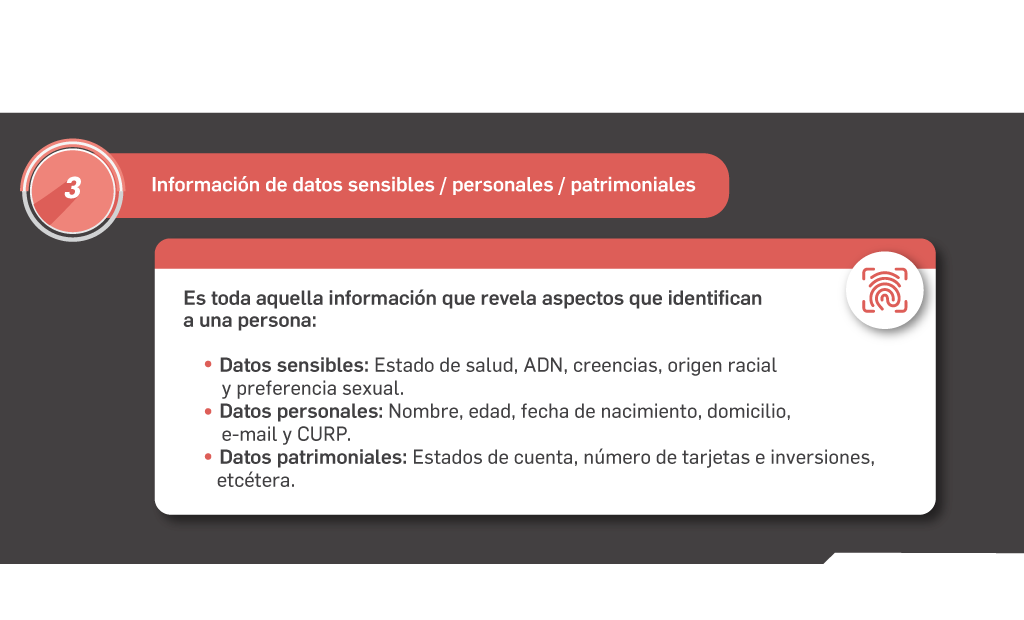 3
Información de datos sensibles / personales / patrimoniales
Es toda aquella información que revela aspectos que identifican
a una persona:
• Datos sensibles: Estado de salud, ADN, creencias, origen racial
y preferencia sexual.
• Datos personales: Nombre, edad, fecha de nacimiento, domicilio,
e-mail y CURP.
• Datos patrimoniales: Estados de cuenta, número de tarjetas e inversiones,
etcétera.